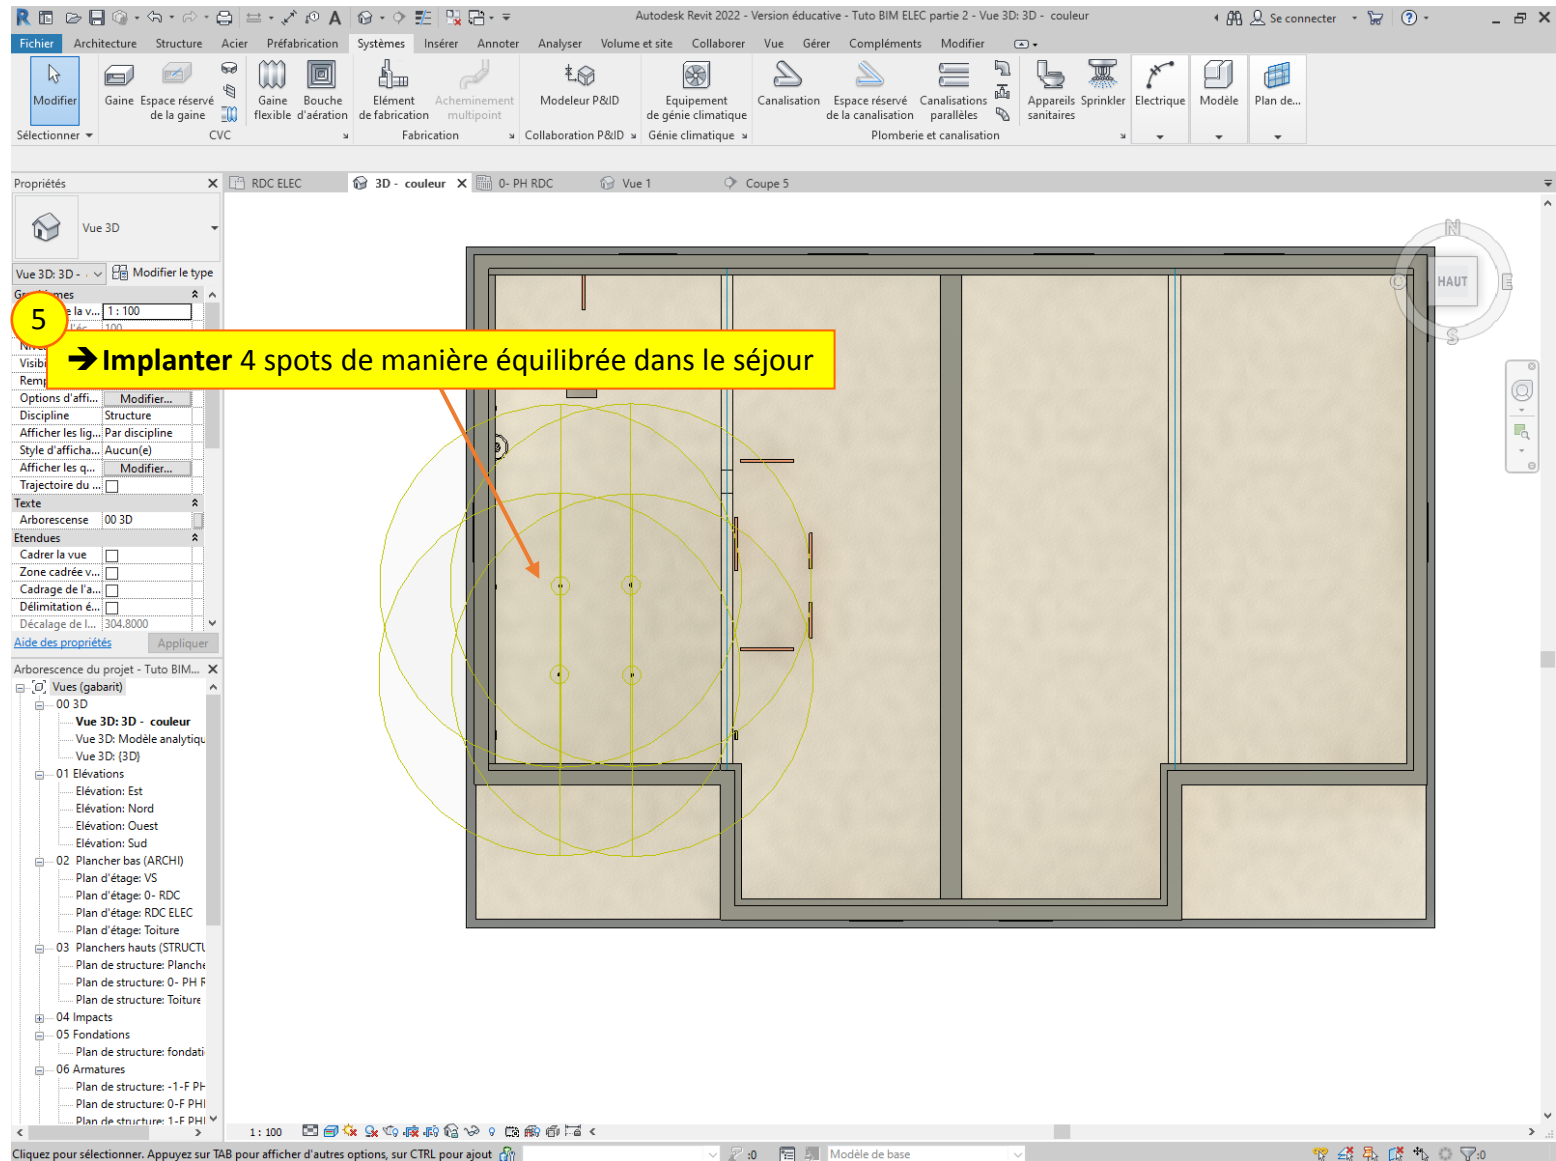 Autodesk Revit 2022 - Version éducative - Tuto BIM ELEC partie 2 - Vue 3D: 3D - couleur
Se connecter
Fichier Architecture Structure Acier Préfabrication Systèmes Insérer Annoter Analyser Volume et site Collaborer Vue Gérer Compléments Modifier
Modifier
Gaine
Espace réservé
de la gaine
Gaine
flexible
Bouche
d'aération
Elément
de fabrication
Acheminement
multipoint
Modeleur P&ID
Equipement
de génie climatique
Canalisation
Espace réservé
de la canalisation
Canalisations
parallèles
Appareils
sanitaires
Sprinkler
Electrique
Modèle
Plan de...
Sélectionner
CVC
Fabrication
Collaboration P&ID
Génie climatique
Plomberie et canalisation
Propriétés
RDC ELEC
3D - couleur
0- PH RDC
Vue 1
Coupe 5
Vue 3D
Vue 3D: 3D -
Modifier le type
1 : 100
100
5
➔Implanter 4 spots de manière équilibrée dans le séjour
Options d'affi... Modifier...
Discipline Structure
Afficher les lig... Par discipline
Style d'afficha... Aucun(e)
Afficher les q... Modifier...
Trajectoire du ...
Texte
Arborescense 00 3D
Etendues
Cadrer la vue
Zone cadrée v...
Cadrage de l'a...
Délimitation é...
Décalage de l... 304.8000
Aide des propriétés Appliquer
Arborescence du projet - Tuto BIM...
Vues (gabarit)
00 3D
Vue 3D: 3D - couleur
Vue 3D: Modèle analytiqu
Vue 3D: {3D}
01 Elévations
Elévation: Est
Elévation: Nord
Elévation: Ouest
Elévation: Sud
02 Plancher bas (ARCHI)
Plan d'étage: VS
Plan d'étage: 0- RDC
Plan d'étage: RDC ELEC
Plan d'étage: Toiture
03 Planchers hauts (STRUCTU
Plan de structure: Planche
Plan de structure: 0- PH R
Plan de structure: Toiture
04 Impacts
05 Fondations
Plan de structure: fondati
06 Armatures
Plan de structure: -1-F PH
Plan de structure: 0-F PHI
Plan de structure: 1-F PHI
N
HAUT
E
S
O
1 : 100
Cliquez pour sélectionner. Appuyez sur TAB pour afficher d'autres options, sur CTRL pour ajout
:0
Modèle de base
:0